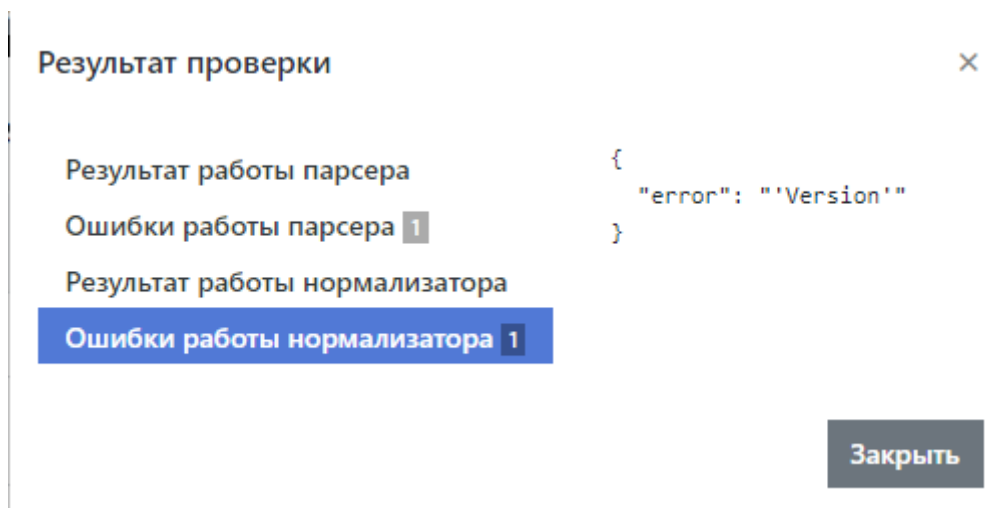 Результат проверки ×
Результат работы парсера
Ошибки работы парсера 1
Результат работы нормализатора
Ошибки работы нормализатора 1
{
"error": "'Version'"
}
Закрыть